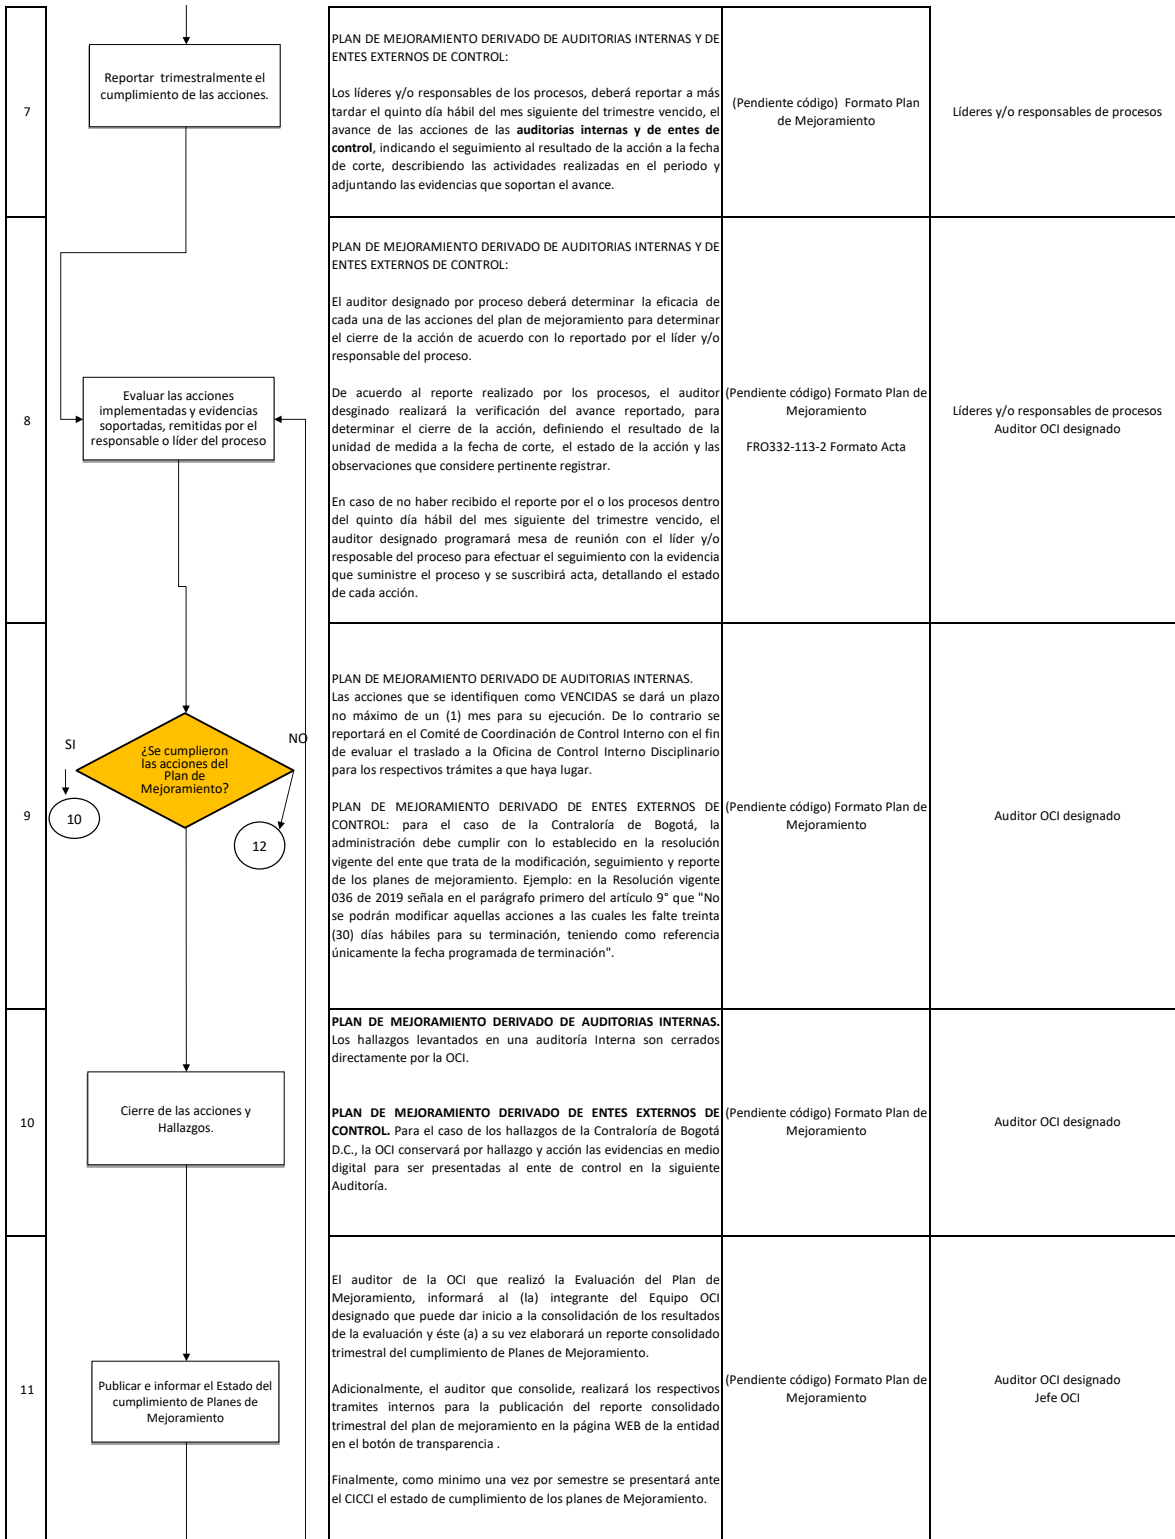 7
Reportar trimestralmente el
cumplimiento de las acciones.
PLAN DE MEJORAMIENTO DERIVADO DE AUDITORIAS INTERNAS Y DE
ENTES EXTERNOS DE CONTROL:
Los líderes y/o responsables de los procesos, deberá reportar a más
tardar el quinto día hábil del mes siguiente del trimestre vencido, el
avance de las acciones de las auditorias internas y de entes de
control, indicando el seguimiento al resultado de la acción a la fecha
de corte, describiendo las actividades realizadas en el periodo y
adjuntando las evidencias que soportan el avance.
(Pendiente código) Formato Plan
de Mejoramiento
Líderes y/o responsables de procesos
8
Evaluar las acciones
implementadas y evidencias
soportadas, remitidas por el
responsable o líder del proceso
PLAN DE MEJORAMIENTO DERIVADO DE AUDITORIAS INTERNAS Y DE
ENTES EXTERNOS DE CONTROL:
El auditor designado por proceso deberá determinar la eficacia de
cada una de las acciones del plan de mejoramiento para determinar
el cierre de la acción de acuerdo con lo reportado por el líder y/o
responsable del proceso.
De acuerdo al reporte realizado por los procesos, el auditor
desginado realizará la verificación del avance reportado, para
determinar el cierre de la acción, definiendo el resultado de la
unidad de medida a la fecha de corte, el estado de la acción y las
observaciones que considere pertinente registrar.
En caso de no haber recibido el reporte por el o los procesos dentro
del quinto día hábil del mes siguiente del trimestre vencido, el
auditor designado programará mesa de reunión con el líder y/o
resposable del proceso para efectuar el seguimiento con la evidencia
que suministre el proceso y se suscribirá acta, detallando el estado
de cada acción.
(Pendiente código) Formato Plan de
Mejoramiento
FRO332-113-2 Formato Acta
Líderes y/o responsables de procesos
Auditor OCI designado
9
SI
¿Se cumplieron
las acciones del
Plan de
Mejoramiento?
NO
10
12
PLAN DE MEJORAMIENTO DERIVADO DE AUDITORIAS INTERNAS.
Las acciones que se identifiquen como VENCIDAS se dará un plazo
no máximo de un (1) mes para su ejecución. De lo contrario se
reportará en el Comité de Coordinación de Control Interno con el fin
de evaluar el traslado a la Oficina de Control Interno Disciplinario
para los respectivos trámites a que haya lugar.
PLAN DE MEJORAMIENTO DERIVADO DE ENTES EXTERNOS DE
CONTROL: para el caso de la Contraloría de Bogotá, la
administración debe cumplir con lo establecido en la resolución
vigente del ente que trata de la modificación, seguimiento y reporte
de los planes de mejoramiento. Ejemplo: en la Resolución vigente
036 de 2019 señala en el parágrafo primero del artículo 9° que "No
se podrán modificar aquellas acciones a las cuales les falte treinta
(30) días hábiles para su terminación, teniendo como referencia
únicamente la fecha programada de terminación".
(Pendiente código) Formato Plan de
Mejoramiento
Auditor OCI designado
10
Cierre de las acciones y
Hallazgos.
PLAN DE MEJORAMIENTO DERIVADO DE AUDITORIAS INTERNAS.
Los hallazgos levantados en una auditoría Interna son cerrados
directamente por la OCI.
PLAN DE MEJORAMIENTO DERIVADO DE ENTES EXTERNOS DE
CONTROL. Para el caso de los hallazgos de la Contraloría de Bogotá
D.C., la OCI conservará por hallazgo y acción las evidencias en medio
digital para ser presentadas al ente de control en la siguiente
Auditoría.
(Pendiente código) Formato Plan de
Mejoramiento
Auditor OCI designado
11
Publicar e informar el Estado del
cumplimiento de Planes de
Mejoramiento
El auditor de la OCI que realizó la Evaluación del Plan de
Mejoramiento, informará al (la) integrante del Equipo OCI
designado que puede dar inicio a la consolidación de los resultados
de la evaluación y éste (a) a su vez elaborará un reporte consolidado
trimestral del cumplimiento de Planes de Mejoramiento.
Adicionalmente, el auditor que consolide, realizará los respectivos
tramites internos para la publicación del reporte consolidado
trimestral del plan de mejoramiento en la página WEB de la entidad
en el botón de transparencia .
Finalmente, como minimo una vez por semestre se presentará ante
el CICCI el estado de cumplimiento de los planes de Mejoramiento.
(Pendiente código) Formato Plan de
Mejoramiento
Auditor OCI designado
Jefe OCI